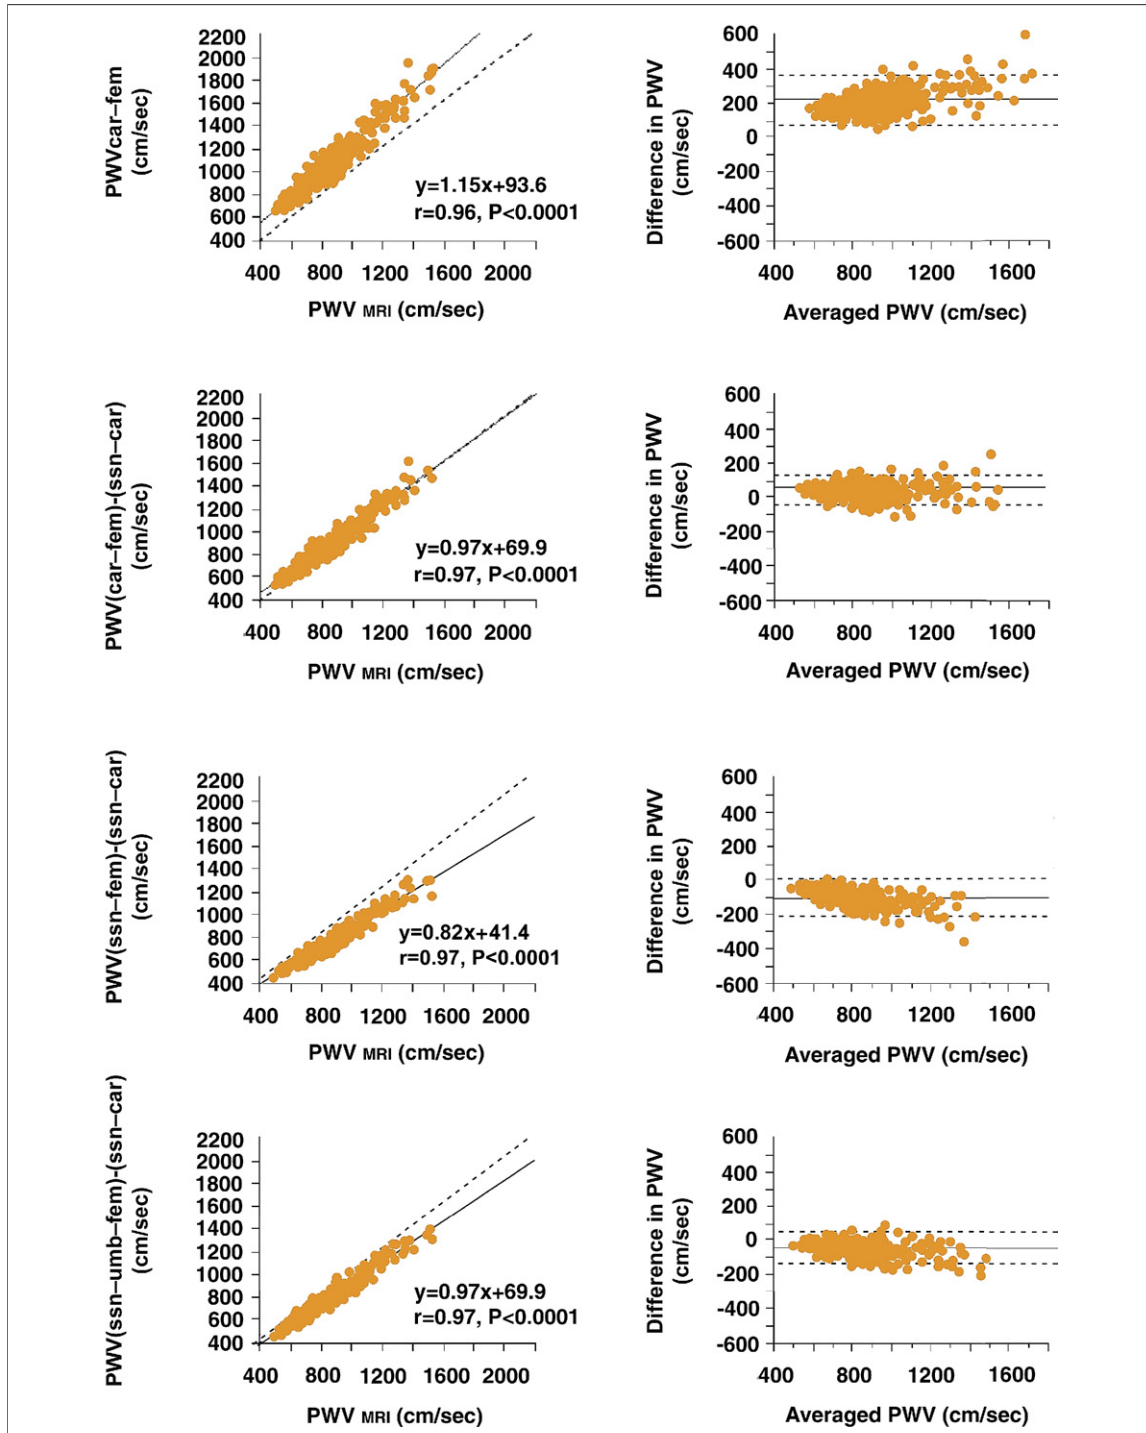 PWVcar–fem
(cm/sec)
2200
2000
1800
1600
1400
1200
1000
800
600
400
y=1.15x+93.6
r=0.96, P<0.0001
400 800 1200 1600 2000
PWV MRI (cm/sec)
Difference in PWV
(cm/sec)
600
400
200
0
-200
-400
-600
400 800 1200 1600
Averaged PWV (cm/sec)
PWV(car–fem)-(ssn–car)
(cm/sec)
2200
2000
1800
1600
1400
1200
1000
800
600
400
y=0.97x+69.9
r=0.97, P<0.0001
400 800 1200 1600 2000
PWV MRI (cm/sec)
Difference in PWV
(cm/sec)
600
400
200
0
-200
-400
-600
400 800 1200 1600
Averaged PWV (cm/sec)
PWV(ssn–fem)-(ssn–car)
(cm/sec)
2200
2000
1800
1600
1400
1200
1000
800
600
400
y=0.82x+41.4
r=0.97, P<0.0001
400 800 1200 1600 2000
PWV MRI (cm/sec)
Difference in PWV
(cm/sec)
600
400
200
0
-200
-400
-600
400 800 1200 1600
Averaged PWV (cm/sec)
PWV(ssn–umb–fem)-(ssn–car)
(cm/sec)
2200
2000
1800
1600
1400
1200
1000
800
600
400
y=0.97x+69.9
r=0.97, P<0.0001
400 800 1200 1600 2000
PWV MRI (cm/sec)
Difference in PWV
(cm/sec)
600
400
200
0
-200
-400
-600
400 800 1200 1600
Averaged PWV (cm/sec)